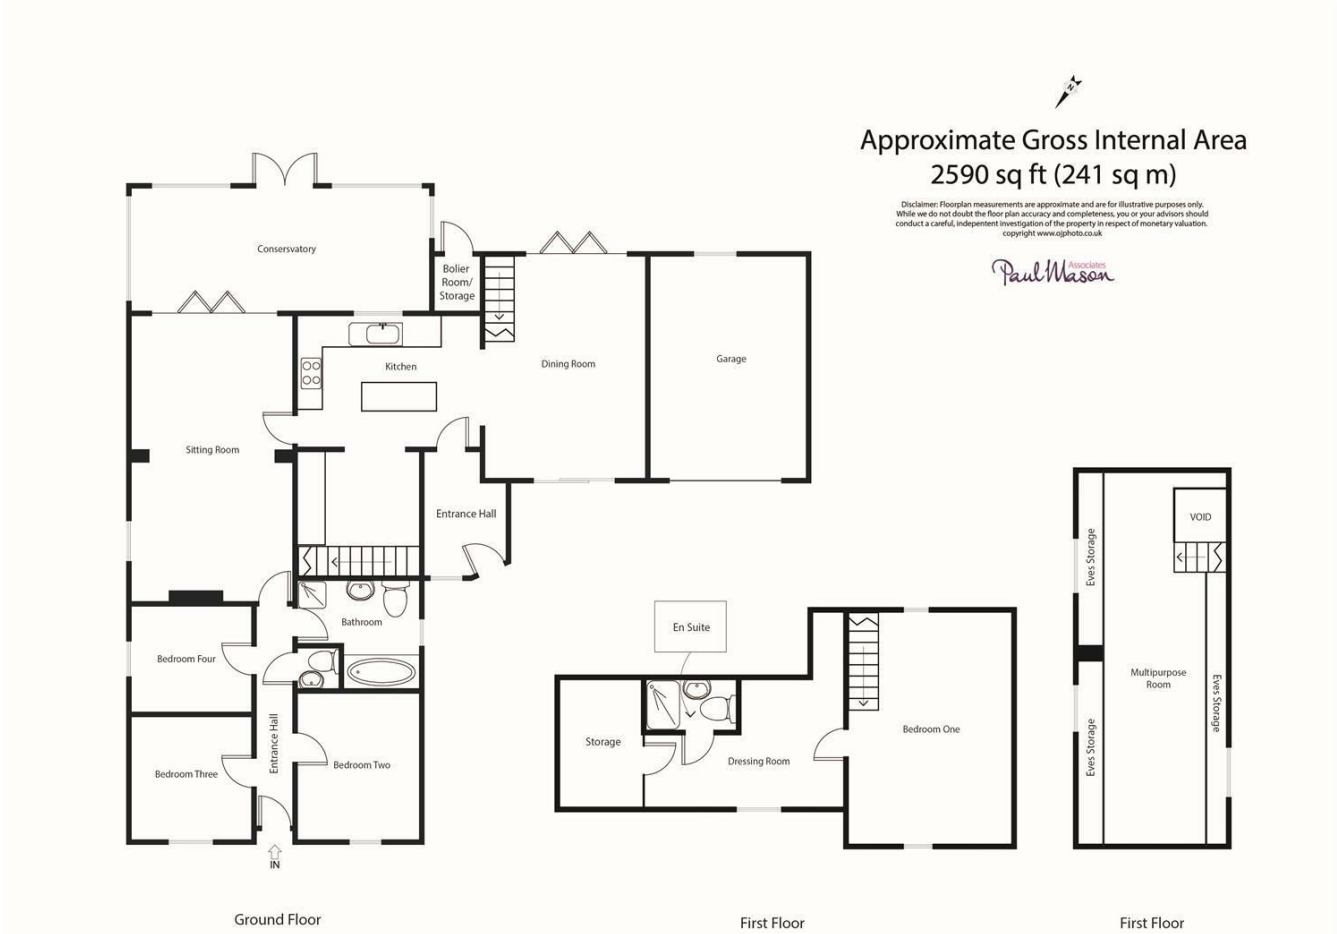 N
Approximate Gross Internal Area
2590 sq ft (241 sq m)
Disclaimer: Floorplan measurements are approximate and are for illustrative purposes only.
While we do not doubt the floor plan accuracy and completeness, you or your advisors should
conduct a careful, indepentent investigation of the property in respect of monetary valuation.
copyright www.ojphoto.co.uk
Paul Mason
Associates
Consersvatory
Bolier
Room/
Storage
Kitchen
Dining Room
Garage
Sitting Room
Entrance Hall
Bathroom
Bedroom Four
Entrance Hall
Bedroom Three
Bedroom Two
IN
Ground Floor
En Suite
Storage
Dressing Room
Bedroom One
First Floor
VOID
Eves Storage
Multipurpose
Room
Eves Storage
Eves Storage
First Floor